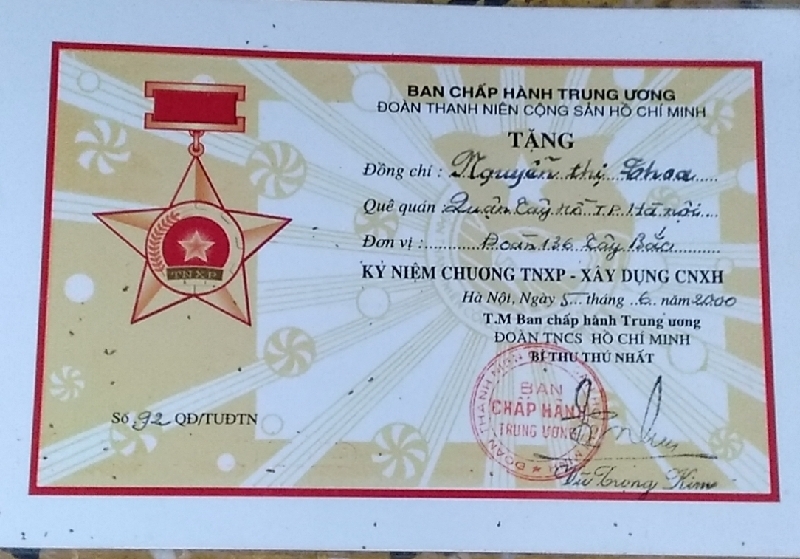 BAN CHẤP HÀNH TRUNG ƯƠNG
ĐOÀN THANH NIÊN CỘNG SẢN HỒ CHÍ MINH
TẶNG
Đồng chí : Nguyễn thị Thoa
Quê quán : Quận Tây Hồ TP. Hà nội
Đơn vị : Đoàn 136 Tây Bắc
KỶ NIỆM CHƯƠNG TNXP - XÂY DỰNG CNXH
Hà Nội, Ngày 5 tháng 6 năm 2000
T.M Ban chấp hành Trung ương
ĐOÀN TNCS HỒ CHÍ MINH
BÍ THƯ THỨ NHẤT
TNXP
BAN
CHẤP HÀNH
TRUNG ƯƠNG
Số 92 QĐ/TUĐTN
Vũ Trọng Kim